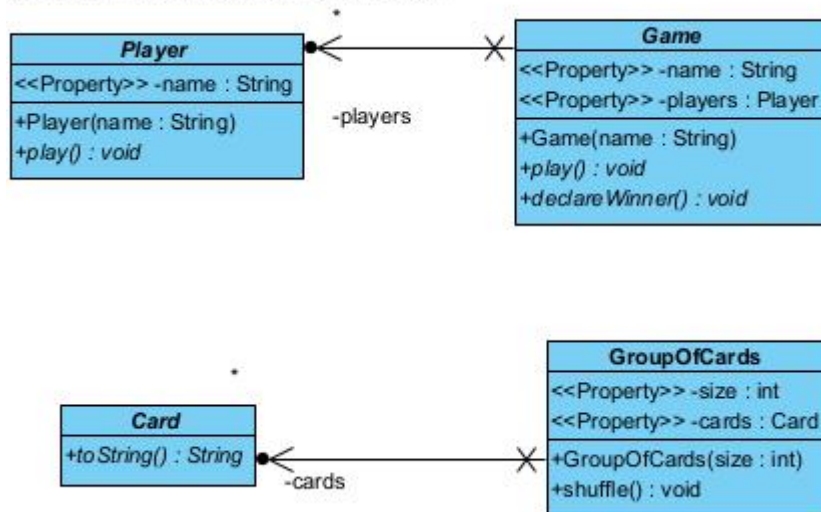 *
Player
<<Property>> -name : String
+Player(name : String)
+play() : void
-players
Game
<<Property>> -name : String
<<Property>> -players : Player
+Game(name : String)
+play() : void
+declareWinner() : void
*
Card
+toString() : String
-cards
GroupOfCards
<<Property>> -size : int
<<Property>> -cards : Card
+GroupOfCards(size : int)
+shuffle() : void